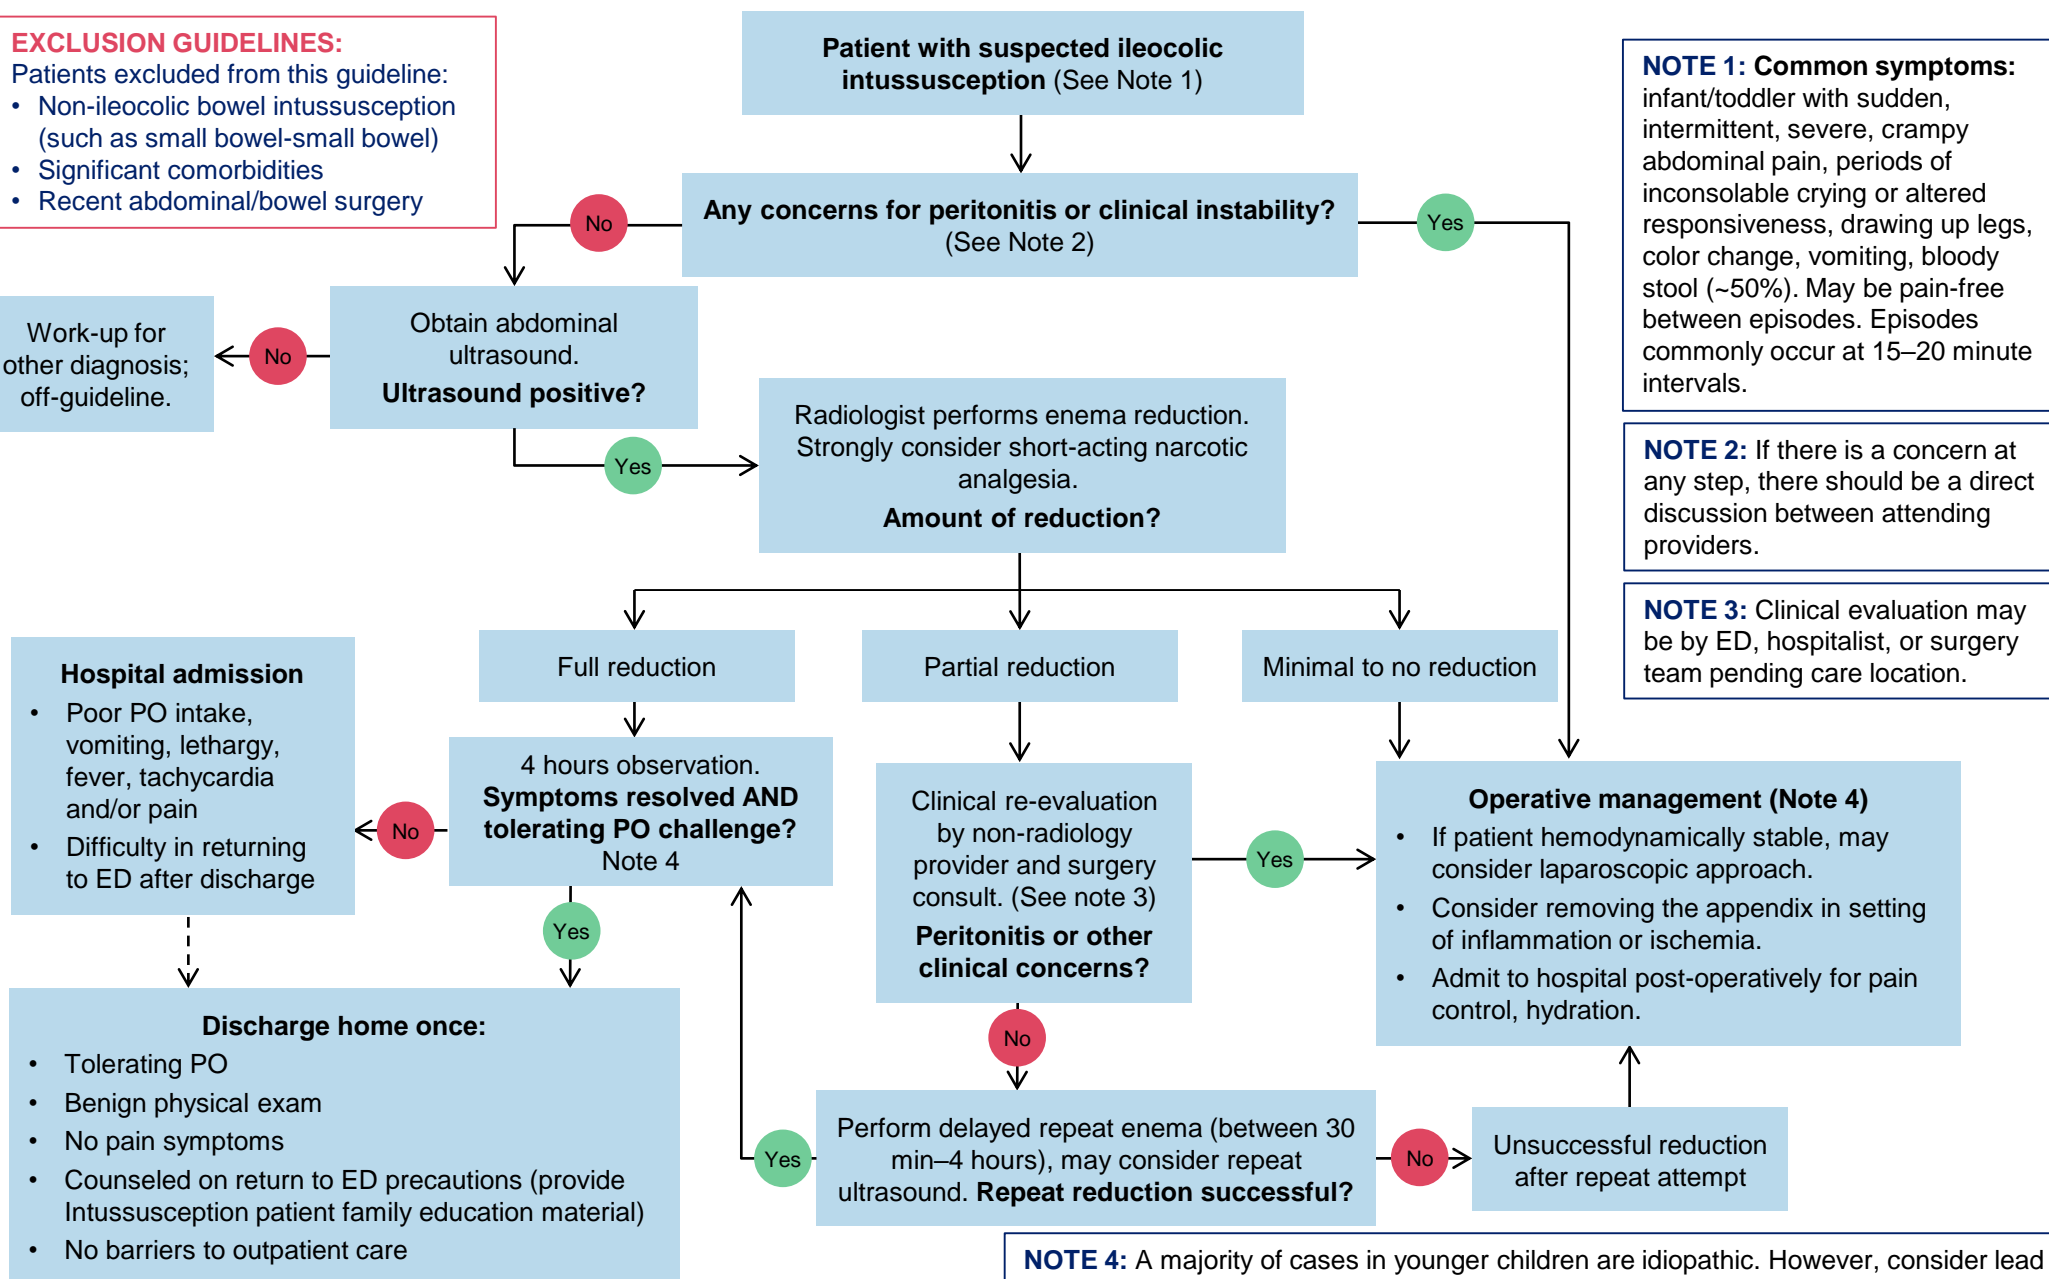 EXCLUSION GUIDELINES:
Patients excluded from this guideline:
• Non-ileocolic bowel intussusception
(such as small bowel-small bowel)
• Significant comorbidities
• Recent abdominal/bowel surgery
Patient with suspected ileocolic
intussusception (See Note 1)
NOTE 1: Common symptoms:
infant/toddler with sudden,
intermittent, severe, crampy
abdominal pain, periods of
inconsolable crying or altered
responsiveness, drawing up legs,
color change, vomiting, bloody
stool (~50%). May be pain-free
between episodes. Episodes
commonly occur at 15–20 minute
intervals.
Any concerns for peritonitis or clinical instability?
(See Note 2)
No
Yes
Work-up for
other diagnosis;
off-guideline.
No
Obtain abdominal
ultrasound.
Ultrasound positive?
Yes
Radiologist performs enema reduction.
Strongly consider short-acting narcotic
analgesia.
Amount of reduction?
NOTE 2: If there is a concern at
any step, there should be a direct
discussion between attending
providers.
NOTE 3: Clinical evaluation may
be by ED, hospitalist, or surgery
team pending care location.
Full reduction
Partial reduction
Minimal to no reduction
Hospital admission
• Poor PO intake,
vomiting, lethargy,
fever, tachycardia
and/or pain
• Difficulty in returning
to ED after discharge
No
4 hours observation.
Symptoms resolved AND
tolerating PO challenge?
Note 4
Yes
Clinical re-evaluation
by non-radiology
provider and surgery
consult. (See note 3)
Peritonitis or other
clinical concerns?
Yes
No
Operative management (Note 4)
• If patient hemodynamically stable, may
consider laparoscopic approach.
• Consider removing the appendix in setting
of inflammation or ischemia.
• Admit to hospital post-operatively for pain
control, hydration.
Discharge home once:
• Tolerating PO
• Benign physical exam
• No pain symptoms
• Counseled on return to ED precautions (provide
Intussusception patient family education material)
• No barriers to outpatient care
Yes
Perform delayed repeat enema (between 30
min–4 hours), may consider repeat
ultrasound. Repeat reduction successful?
No
Unsuccessful reduction
after repeat attempt
NOTE 4: A majority of cases in younger children are idiopathic. However, consider lead